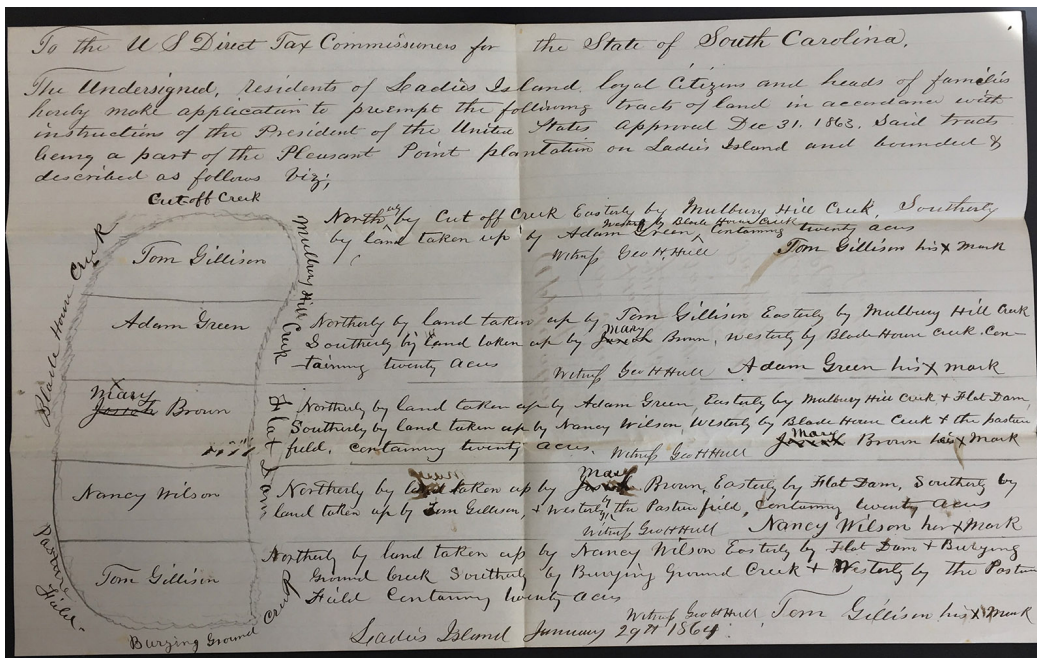 To the U S Direct Tax Commissioners for the State of South Carolina,
The Undersigned, residents of Ladies Island, loyal Citizens and heads of families
hereby make application to preempt the following tracts of land in accordance with
instruction of the President of the United States approved Dec 31. 1863. Said tracts
being a part of the Pleasant Point plantation on Ladies Island and bounded &
described as follows Viz;
Cut off Creek
Blade House Creek
Mulbury Hill Creek
Flat Dam
Pasture Field
Burying Ground Creek
Tom Gillison
Northerly by Cut off Creek Easterly by Mulbury Hill Creek, Southerly
by land taken up by Adam Green, Westerly by Blade House Creek Containing twenty acres
Witness Geo H. Hull Tom Gillison his X mark
Adam Green
Northerly by land taken up by Tom Gillison Easterly by Mulbury Hill Creek
Southerly by land taken up by Mary Brown, Westerly by Blade House Creek. Con-
taining twenty acres
Witness Geo H Hull Adam Green his X mark
Mary Brown
Northerly by land taken up by Adam Green, Easterly by Mulbury Hill Creek & Flat Dam,
Southerly by land taken up by Nancy Wilson, Westerly by Blade House Creek & the pasture
field, containing twenty acres. Witness Geo H Hull Mary Brown X Mark
Nancy Wilson
Northerly by land taken up by Mary Brown, Easterly by Flat Dam, Southerly by
land taken up by Tom Gillison, & Westerly by the Pasture field, containing twenty acres
Witness Geo H Hull Nancy Wilson her X Mark
Tom Gillison
Northerly by land taken up by Nancy Wilson Easterly by Flat Dam & Burying
Ground Creek Southerly by Burying Ground Creek & Westerly by the Pasture
Field Containing twenty acres
Witness Geo H Hull, Tom Gillison his X Mark
Ladies Island January 29th 1864.